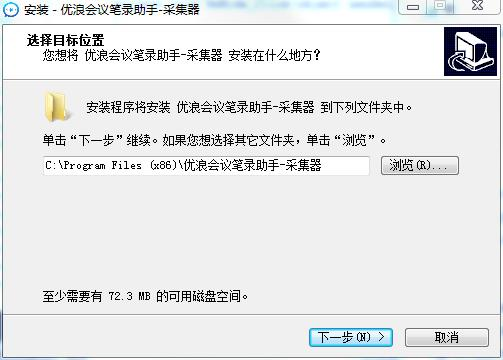 安装 - 优浪会议笔录助手-采集器
选择目标位置
您想将 优浪会议笔录助手-采集器 安装在什么地方？
安装程序将安装 优浪会议笔录助手-采集器 到下列文件夹中。
单击“下一步”继续。如果您想选择其它文件夹，单击“浏览”。
C:\Program Files (x86)\优浪会议笔录助手-采集器
浏览(R)...
至少需要有 72.3 MB 的可用磁盘空间。
下一步(N) >
取消